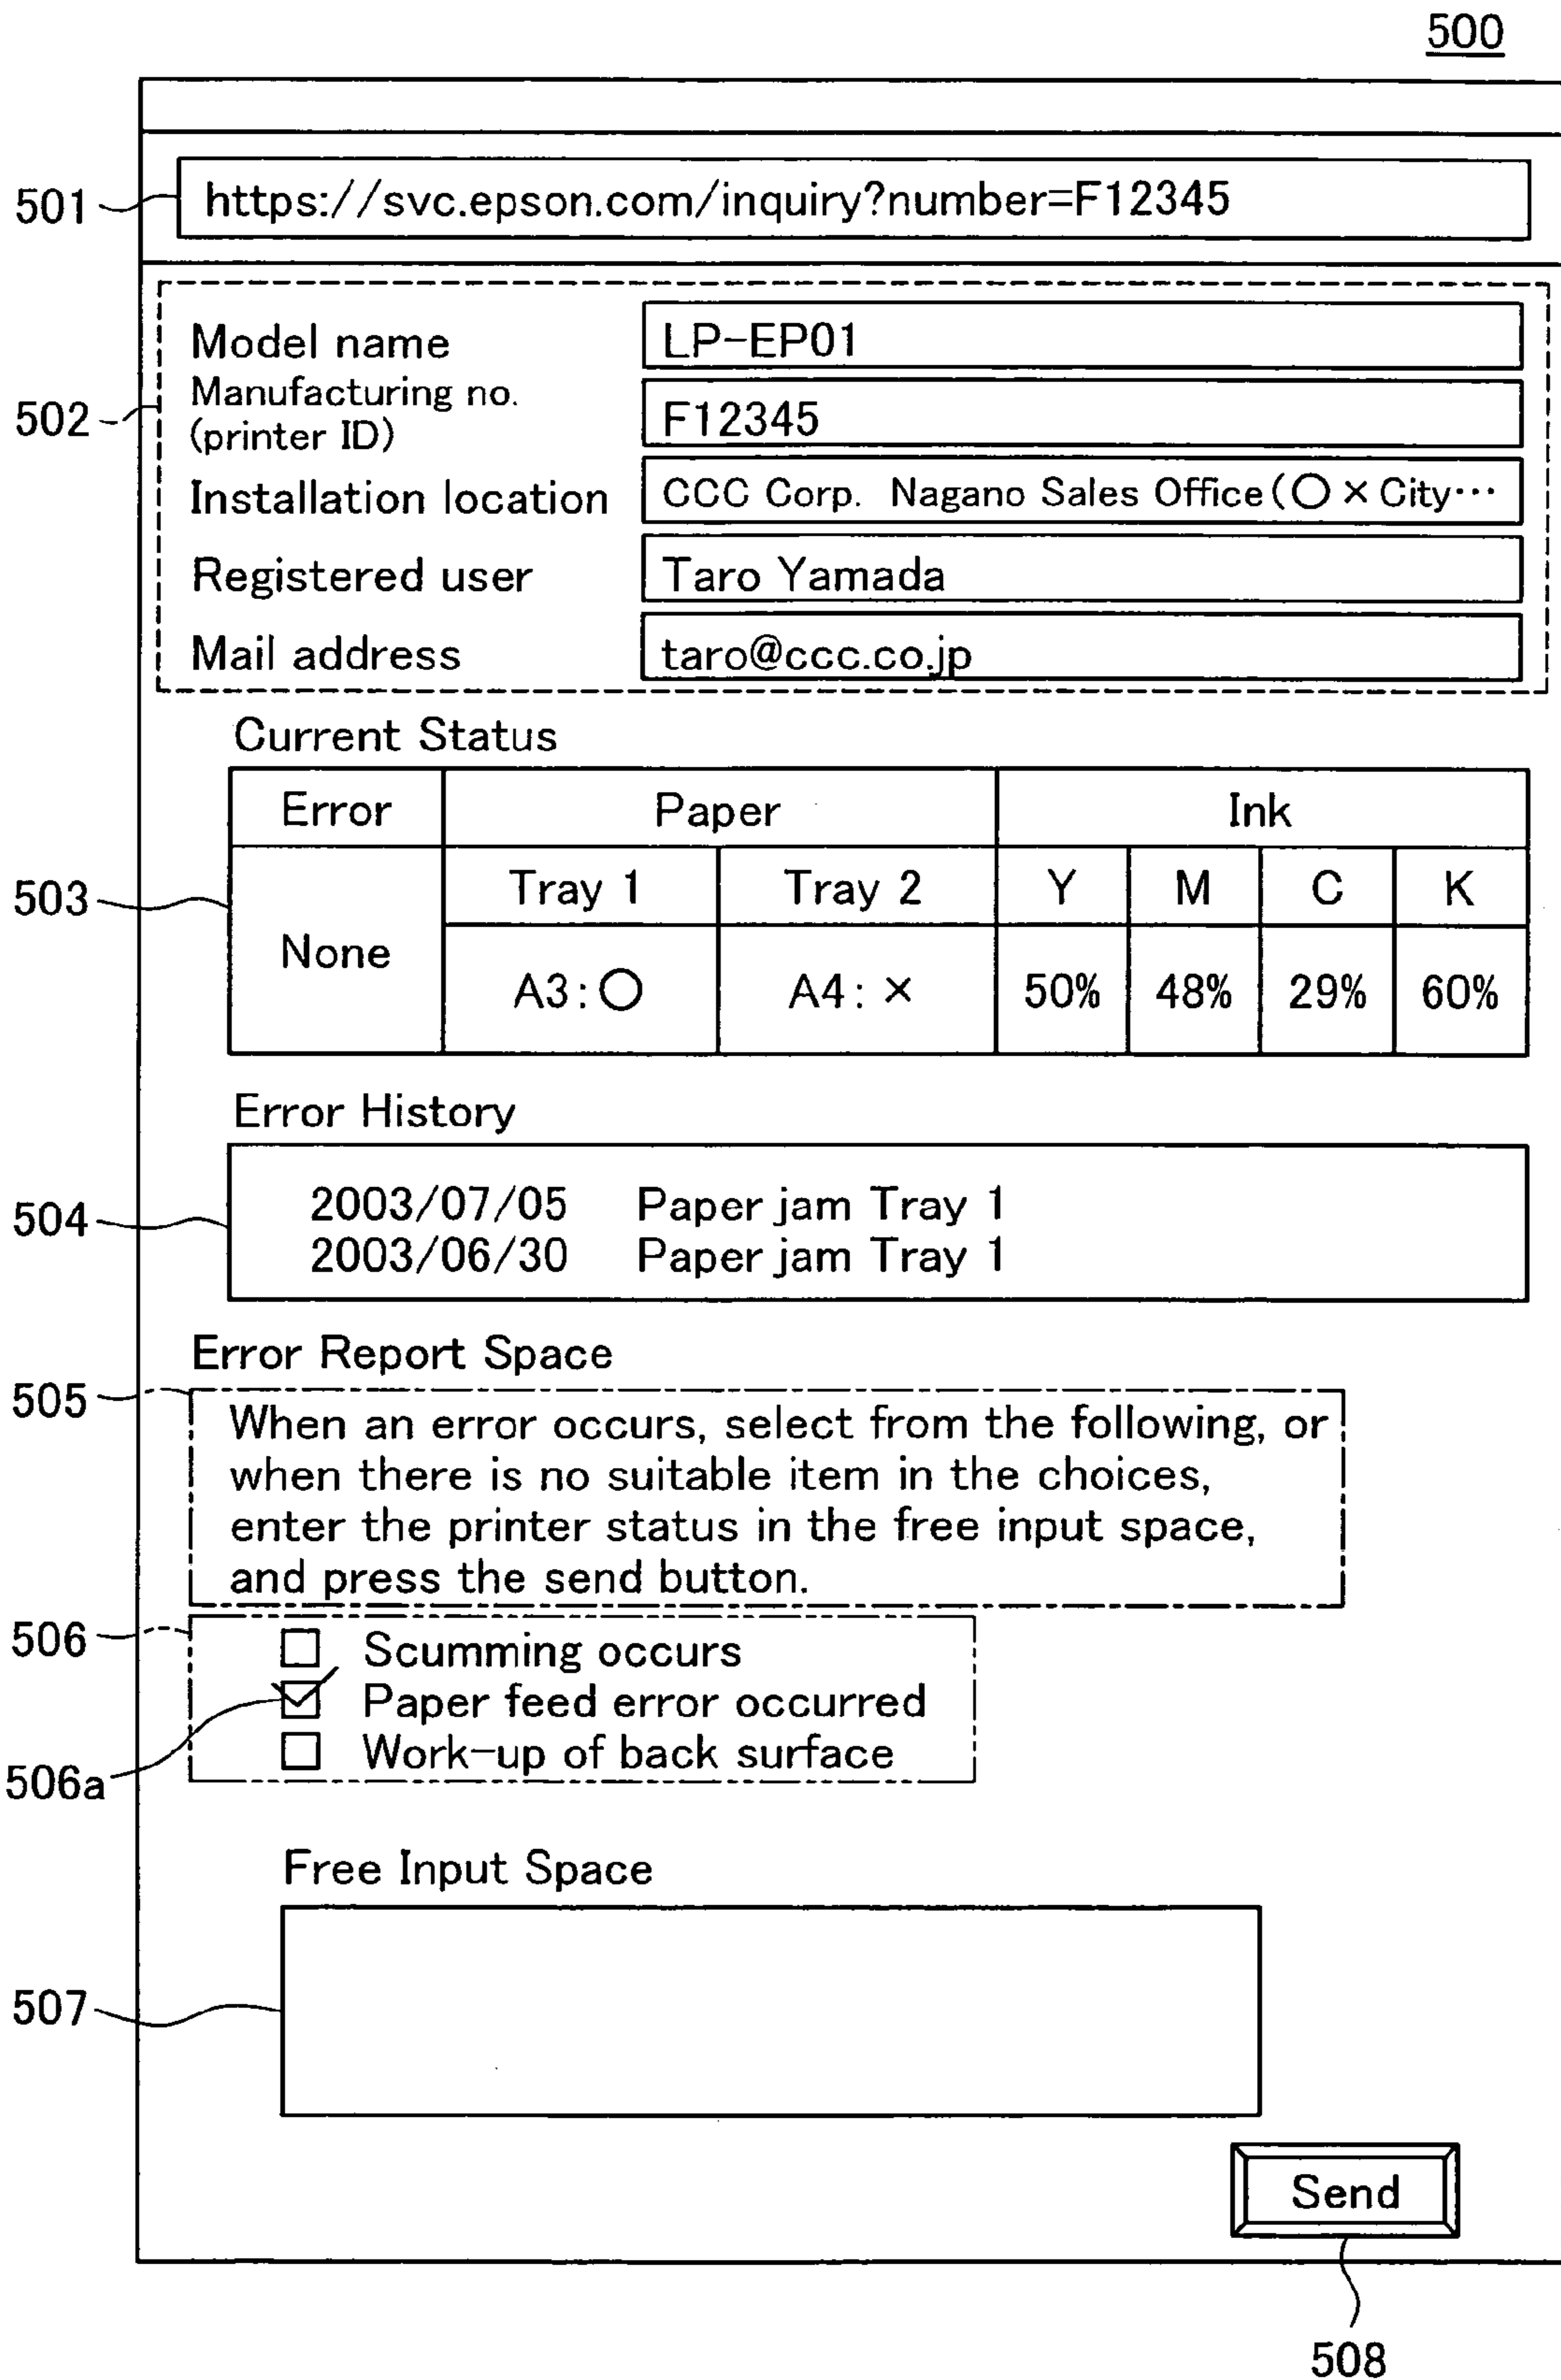 500
501
https://svc.epson.com/inquiry?number=F12345
502
Model name LP-EP01
Manufacturing no.
(printer ID) F12345
Installation location CCC Corp. Nagano Sales Office(○×City…
Registered user Taro Yamada
Mail address taro@ccc.co.jp
Current Status
503
Error Paper Ink
None Tray 1 Tray 2 Y M C K
A3:○ A4:× 50% 48% 29% 60%
Error History
504
2003/07/05 Paper jam Tray 1
2003/06/30 Paper jam Tray 1
Error Report Space
505
When an error occurs, select from the following, or
when there is no suitable item in the choices,
enter the printer status in the free input space,
and press the send button.
506
Scumming occurs
Paper feed error occurred
Work-up of back surface
506a
Free Input Space
507
Send
508